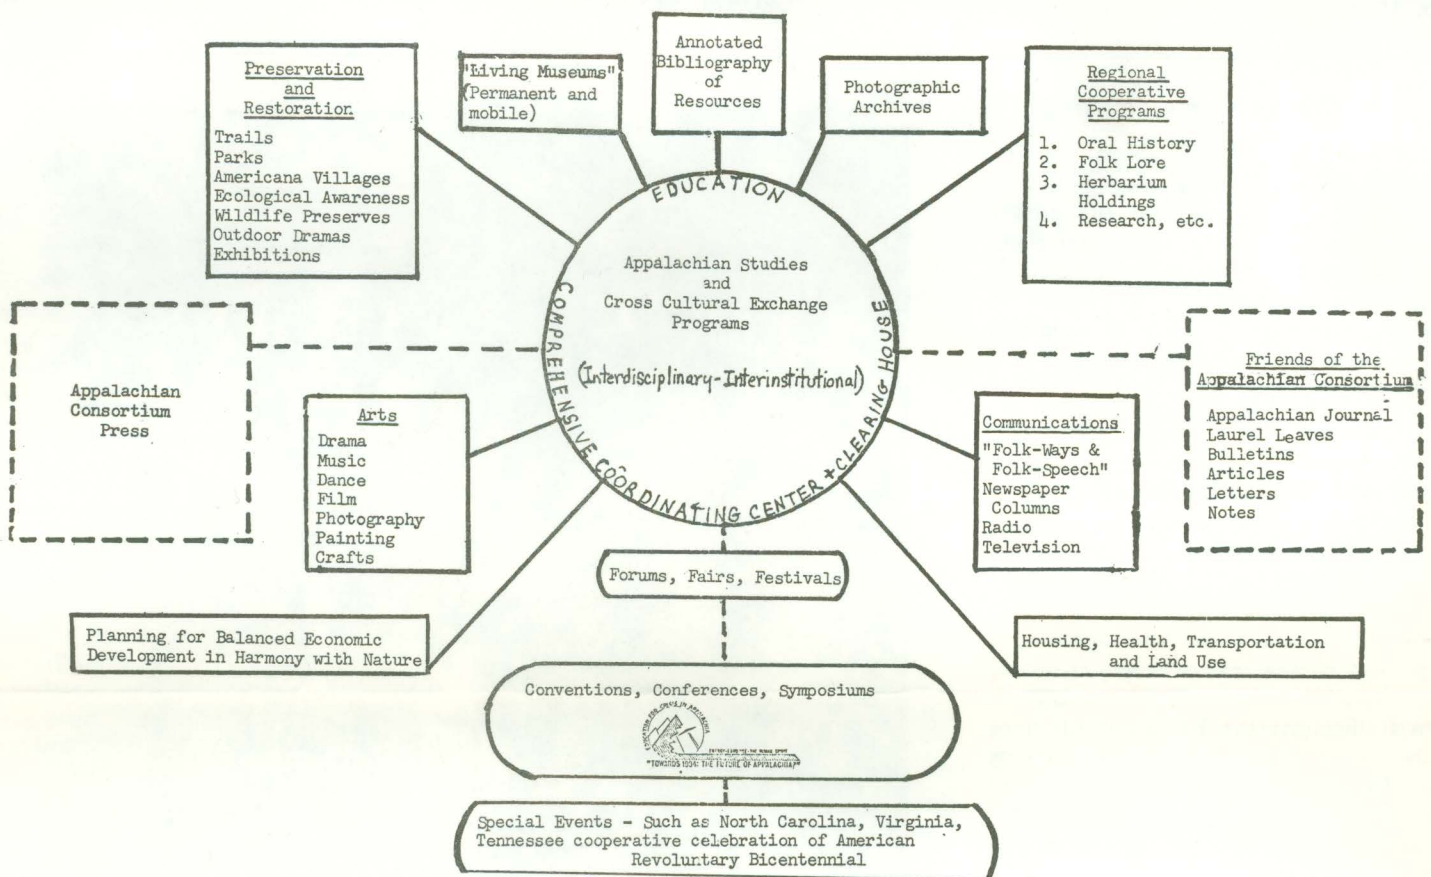 Preservation
and
Restoration
Trails
Parks
Americana Villages
Ecological Awareness
Wildlife Preserves
Outdoor Dramas
Exhibitions
"Living Museums"
(Permanent and
mobile)
Annotated
Bibliography
of
Resources
Photographic
Archives
Regional
Cooperative
Programs
1. Oral History
2. Folk Lore
3. Herbarium
Holdings
4. Research, etc.
EDUCATION
COMPREHENSIVE COORDINATING CENTER + CLEARING HOUSE
Appalachian Studies
and
Cross Cultural Exchange
Programs
(Interdisciplinary-Interinstitutional)
Appalachian
Consortium
Press
Arts
Drama
Music
Dance
Film
Photography
Painting
Crafts
Communications
"Folk-Ways &
Folk-Speech"
Newspaper
Columns
Radio
Television
Friends of the
Appalachian Consortium
Appalachian Journal
Laurel Leaves
Bulletins
Articles
Letters
Notes
Forums, Fairs, Festivals
Planning for Balanced Economic
Development in Harmony with Nature
Housing, Health, Transportation
and Land Use
Conventions, Conferences, Symposiums
IN APPALACHIA
THE HUMAN SPIRIT
"TOWARDS 1984: THE FUTURE OF APPALACHIA"
Special Events - Such as North Carolina, Virginia,
Tennessee cooperative celebration of American
Revoluntary Bicentennial